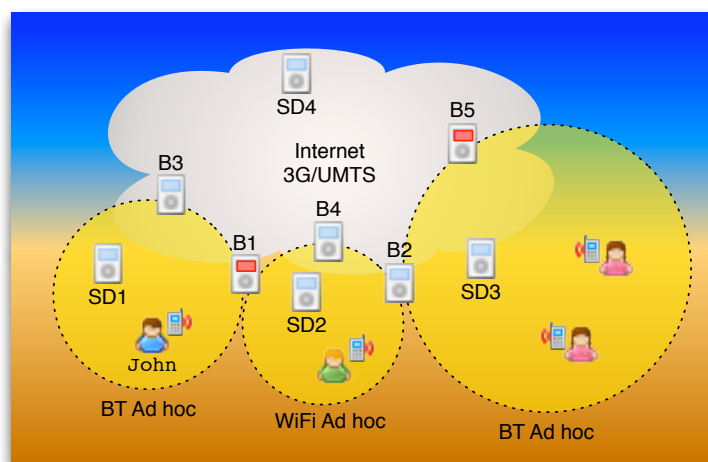 SD4
B5
Internet
3G/UMTS
B3
B4
B1
B2
SD1
SD2
SD3
John
BT Ad hoc
WiFi Ad hoc
BT Ad hoc